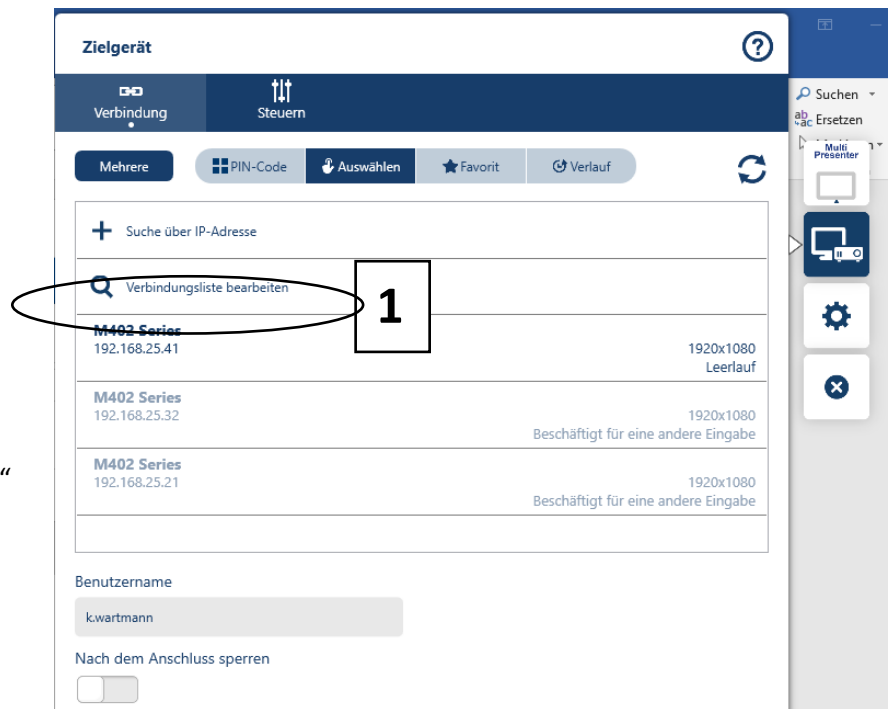 Zielgerät
Verbindung
Steuern
Suchen
Ersetzen
Multi
Presenter
Mehrere
PIN-Code
Auswählen
Favorit
Verlauf
Suche über IP-Adresse
Verbindungsliste bearbeiten
1
M402 Series
192.168.25.41
1920x1080
Leerlauf
M402 Series
192.168.25.32
1920x1080
Beschäftigt für eine andere Eingabe
“
M402 Series
192.168.25.21
1920x1080
Beschäftigt für eine andere Eingabe
Benutzername
k.wartmann
Nach dem Anschluss sperren